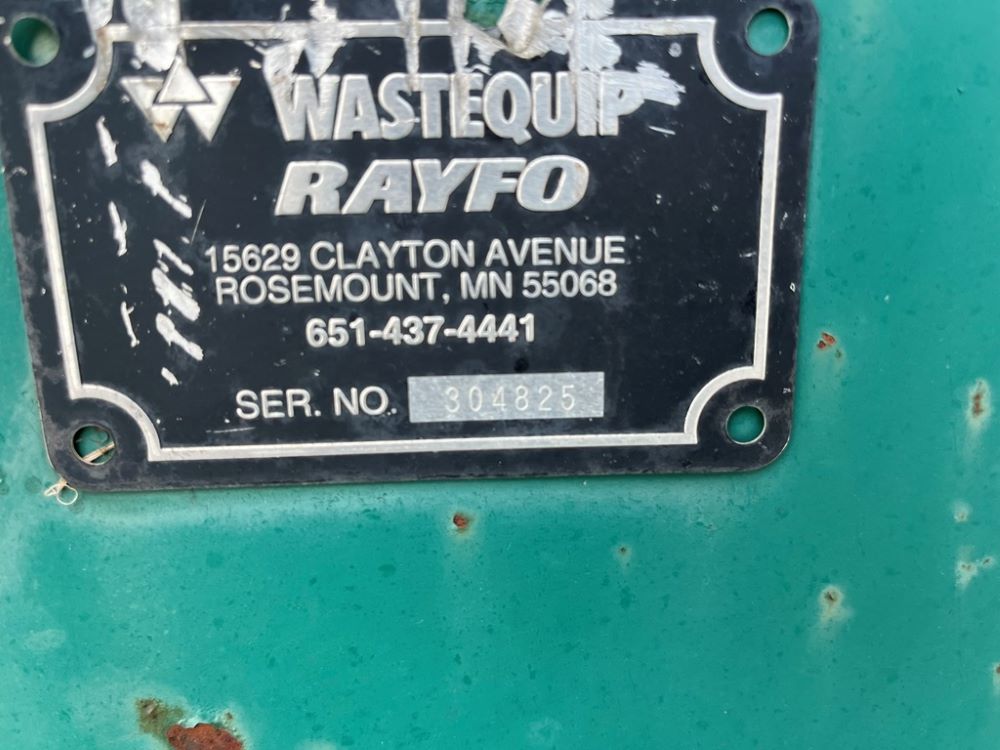 WASTEQUIP
RAYFO
15629 CLAYTON AVENUE
ROSEMOUNT, MN 55068
651-437-4441
SER. NO. 304825